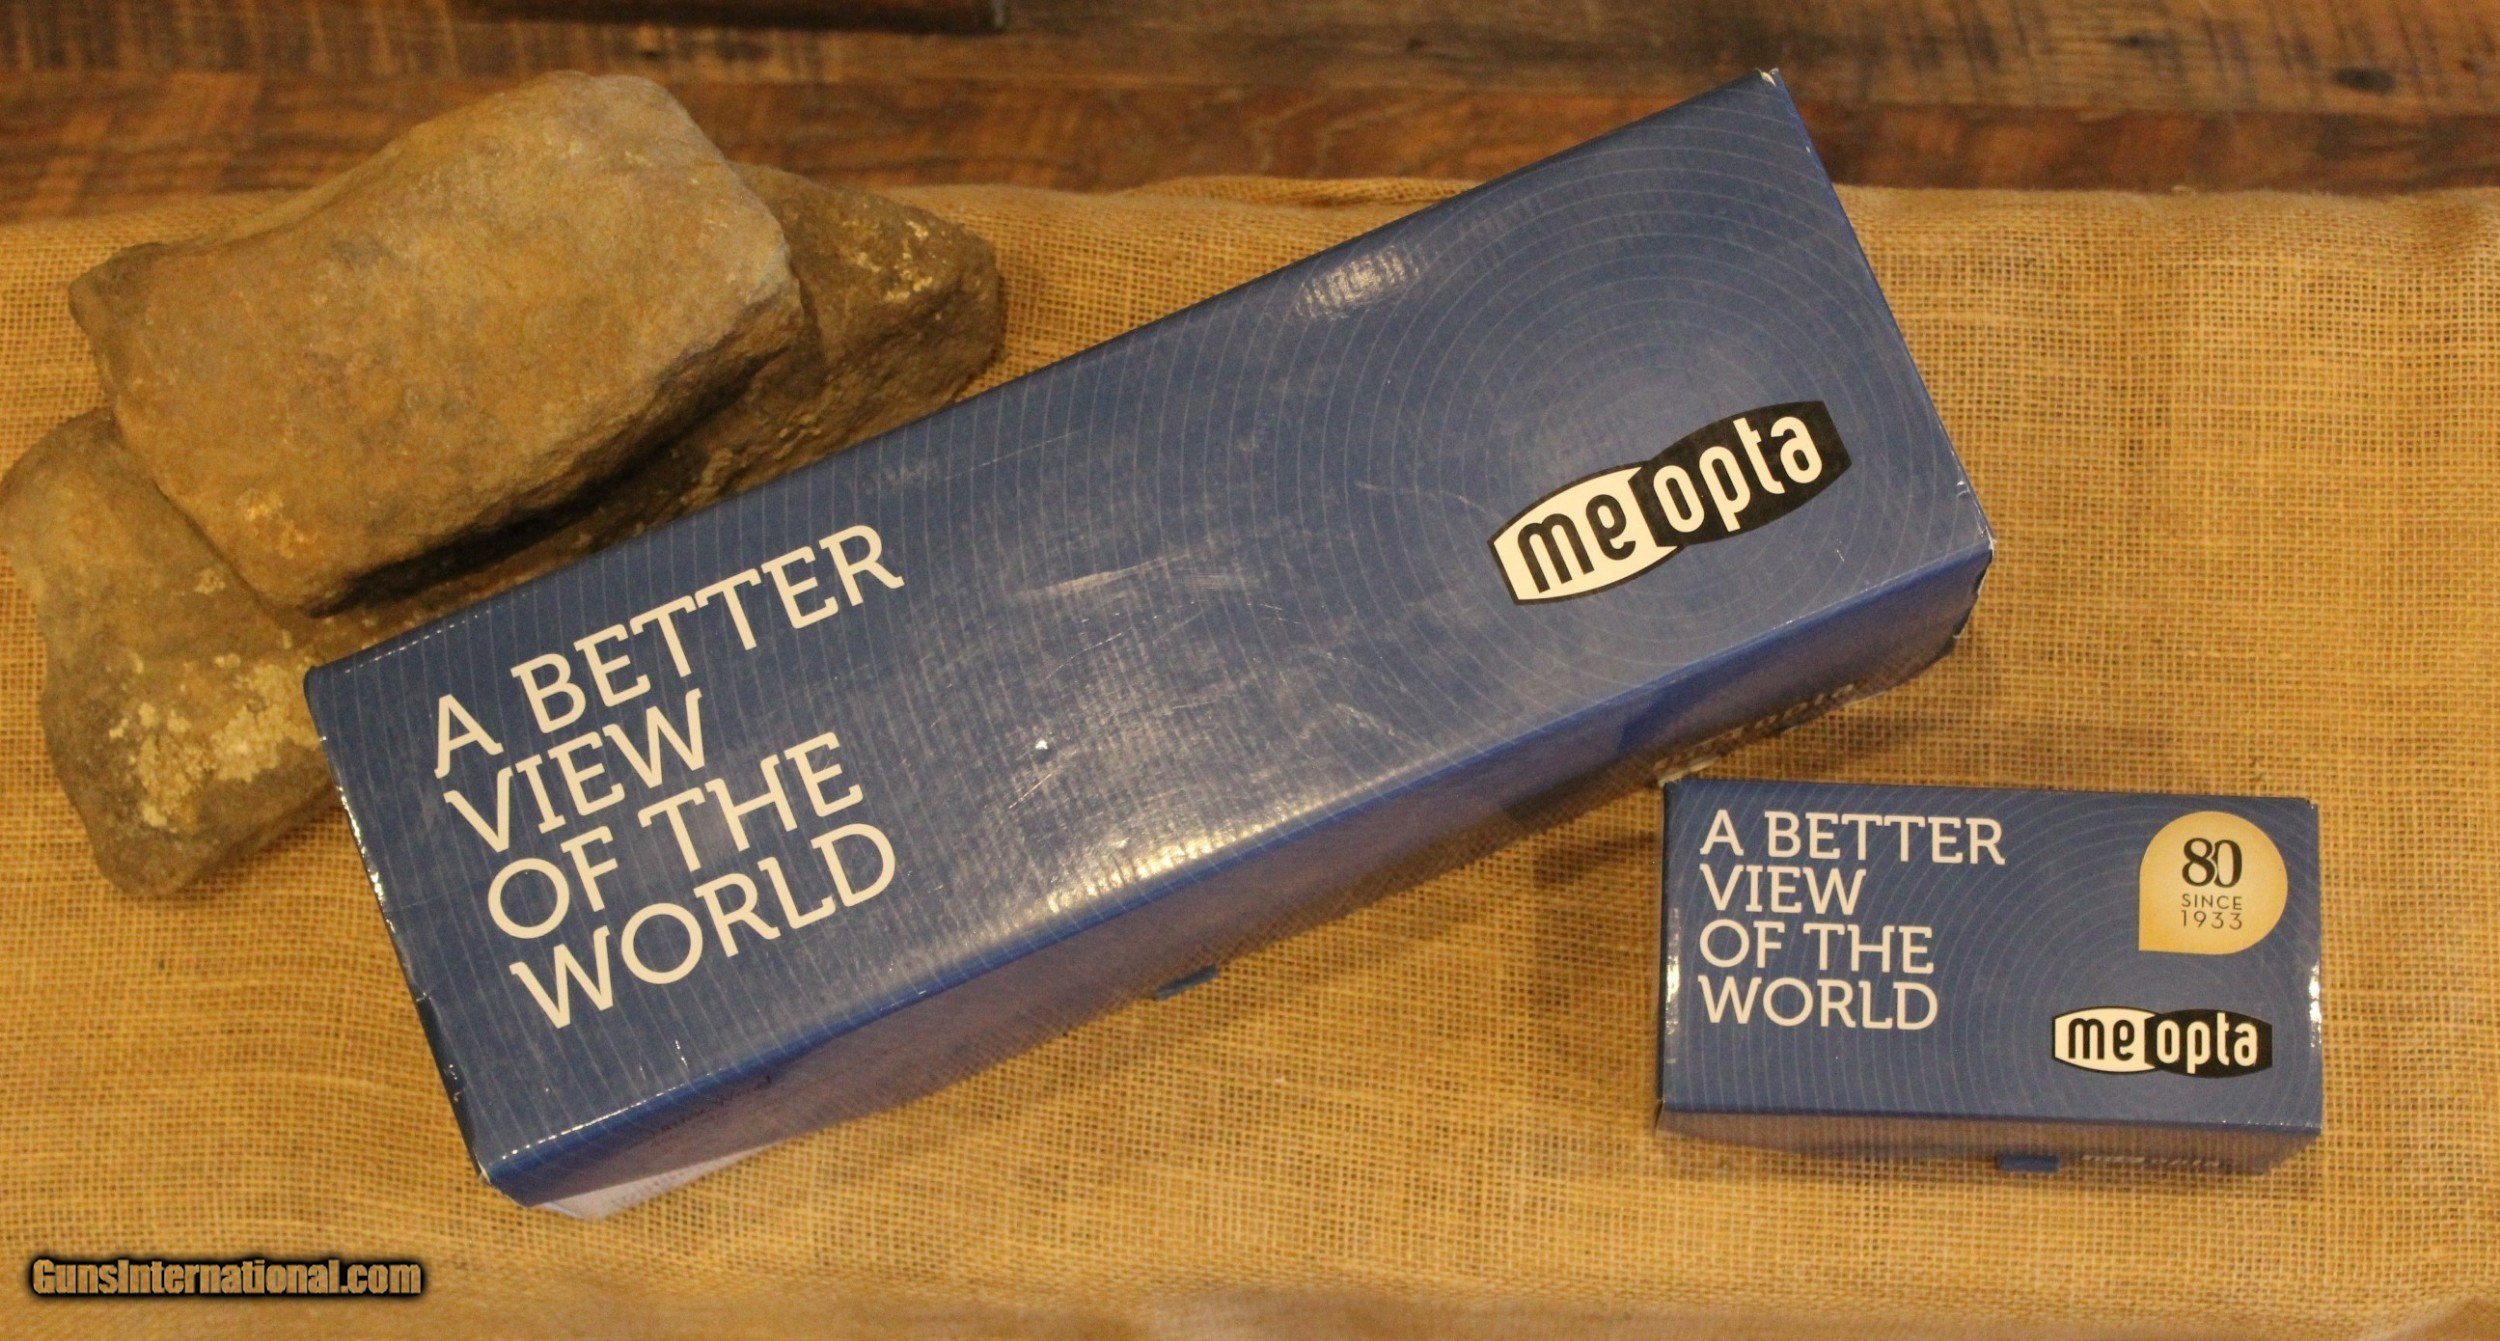 A BETTER
VIEW
OF THE
WORLD
meopta
A BETTER
VIEW
OF THE
WORLD
80
SINCE
1933
meopta
GunsInternational.com